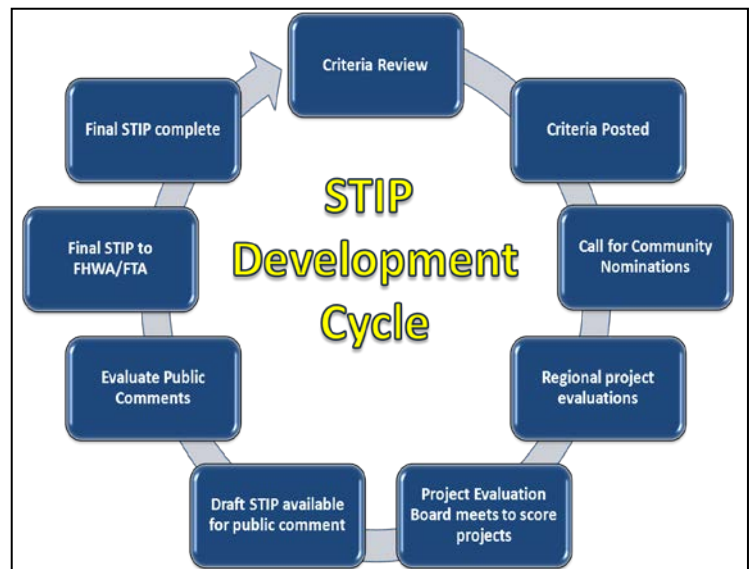 STIP
Development
Cycle
Criteria Review
Criteria Posted
Call for Community
Nominations
Regional project
evaluations
Project Evaluation
Board meets to score
projects
Draft STIP available
for public comment
Evaluate Public
Comments
Final STIP to
FHWA/FTA
Final STIP complete